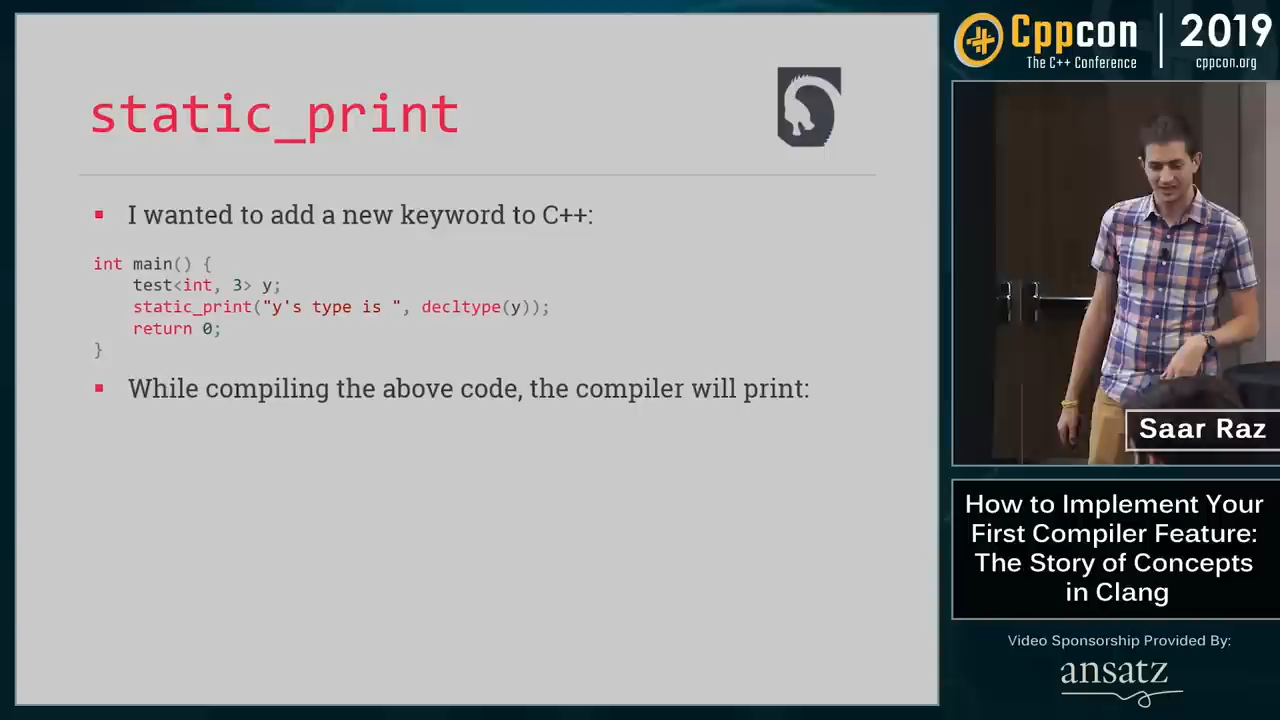 static_print
▪ I wanted to add a new keyword to C++:
int main() {
    test<int, 3> y;
    static_print("y's type is ", decltype(y));
    return 0;
}
▪ While compiling the above code, the compiler will print:
Cppcon | 2019
The C++ Conference
cppcon.org
Saar Raz
How to Implement Your
First Compiler Feature:
The Story of Concepts
in Clang
Video Sponsorship Provided By:
ansatz